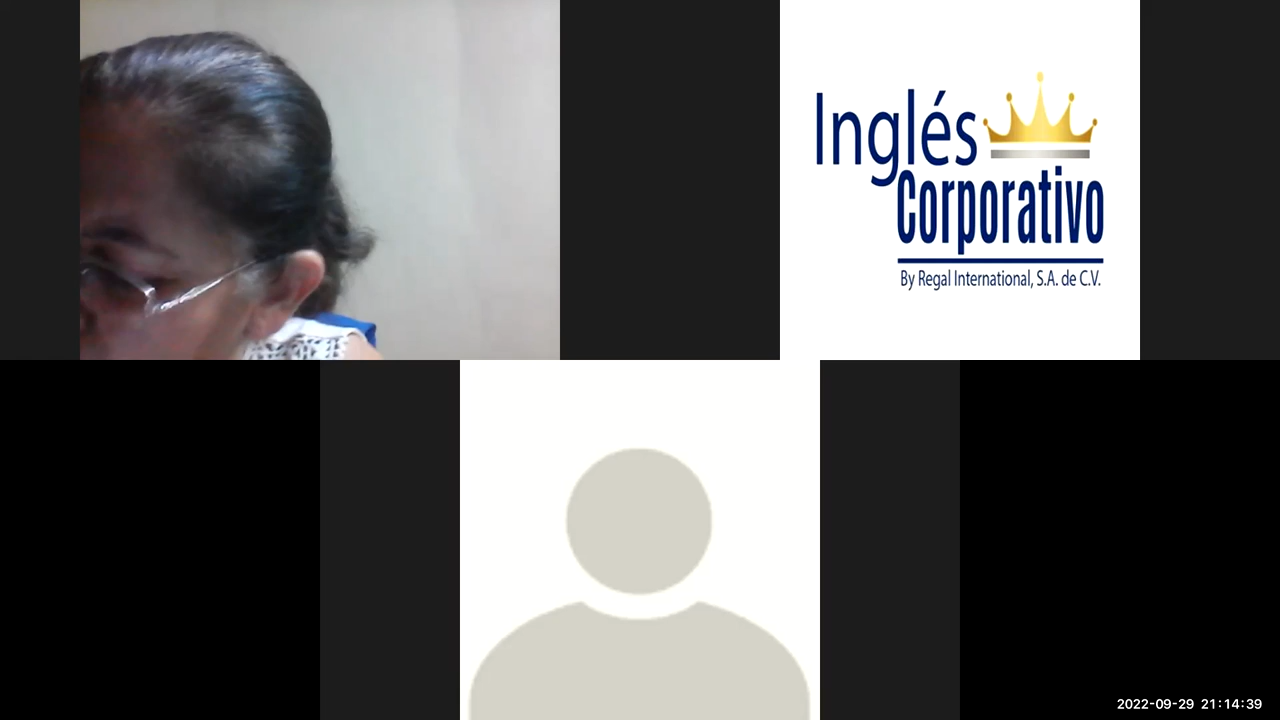 Inglés
Corporativo
By Regal International, S.A. de C.V.
2022-09-29 21:14:39